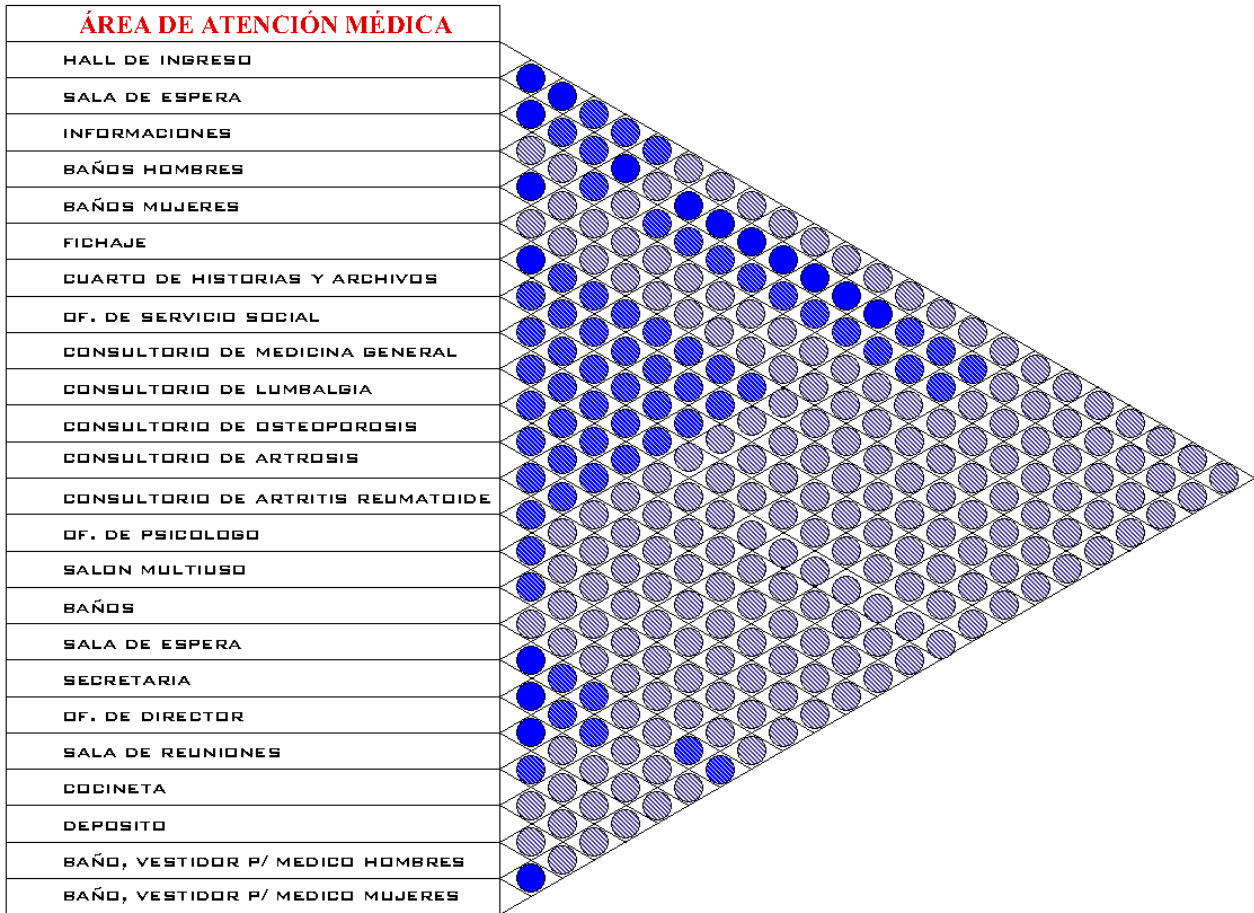 ÁREA DE ATENCIÓN MÉDICA
HALL DE INGRESO
SALA DE ESPERA
INFORMACIONES
BAÑOS HOMBRES
BAÑOS MUJERES
FICHAJE
CUARTO DE HISTORIAS Y ARCHIVOS
OF. DE SERVICIO SOCIAL
CONSULTORIO DE MEDICINA GENERAL
CONSULTORIO DE LUMBALGIA
CONSULTORIO DE OSTEOPOROSIS
CONSULTORIO DE ARTROSIS
CONSULTORIO DE ARTRITIS REUMATOIDE
OF. DE PSICOLOGO
SALON MULTIUSO
BAÑOS
SALA DE ESPERA
SECRETARIA
OF. DE DIRECTOR
SALA DE REUNIONES
COCINETA
DEPOSITO
BAÑO, VESTIDOR P/ MEDICO HOMBRES
BAÑO, VESTIDOR P/ MEDICO MUJERES